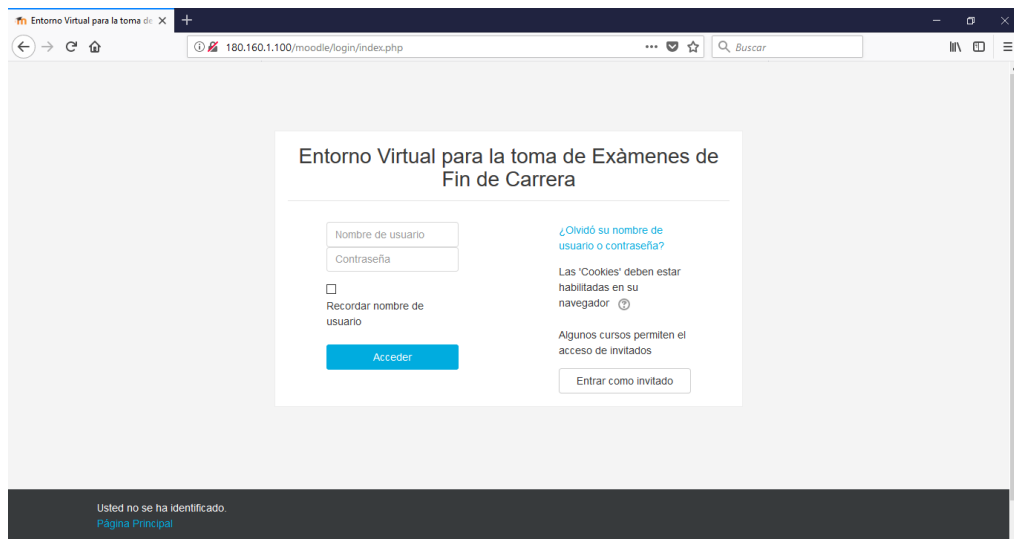 Entorno Virtual para la toma de
180.160.1.100/moodle/login/index.php
Buscar
Entorno Virtual para la toma de Exàmenes de
Fin de Carrera
Nombre de usuario
Contraseña
Recordar nombre de
usuario
Acceder
¿Olvidó su nombre de
usuario o contraseña?
Las 'Cookies' deben estar
habilitadas en su
navegador
Algunos cursos permiten el
acceso de invitados
Entrar como invitado
Usted no se ha identificado.
Página Principal